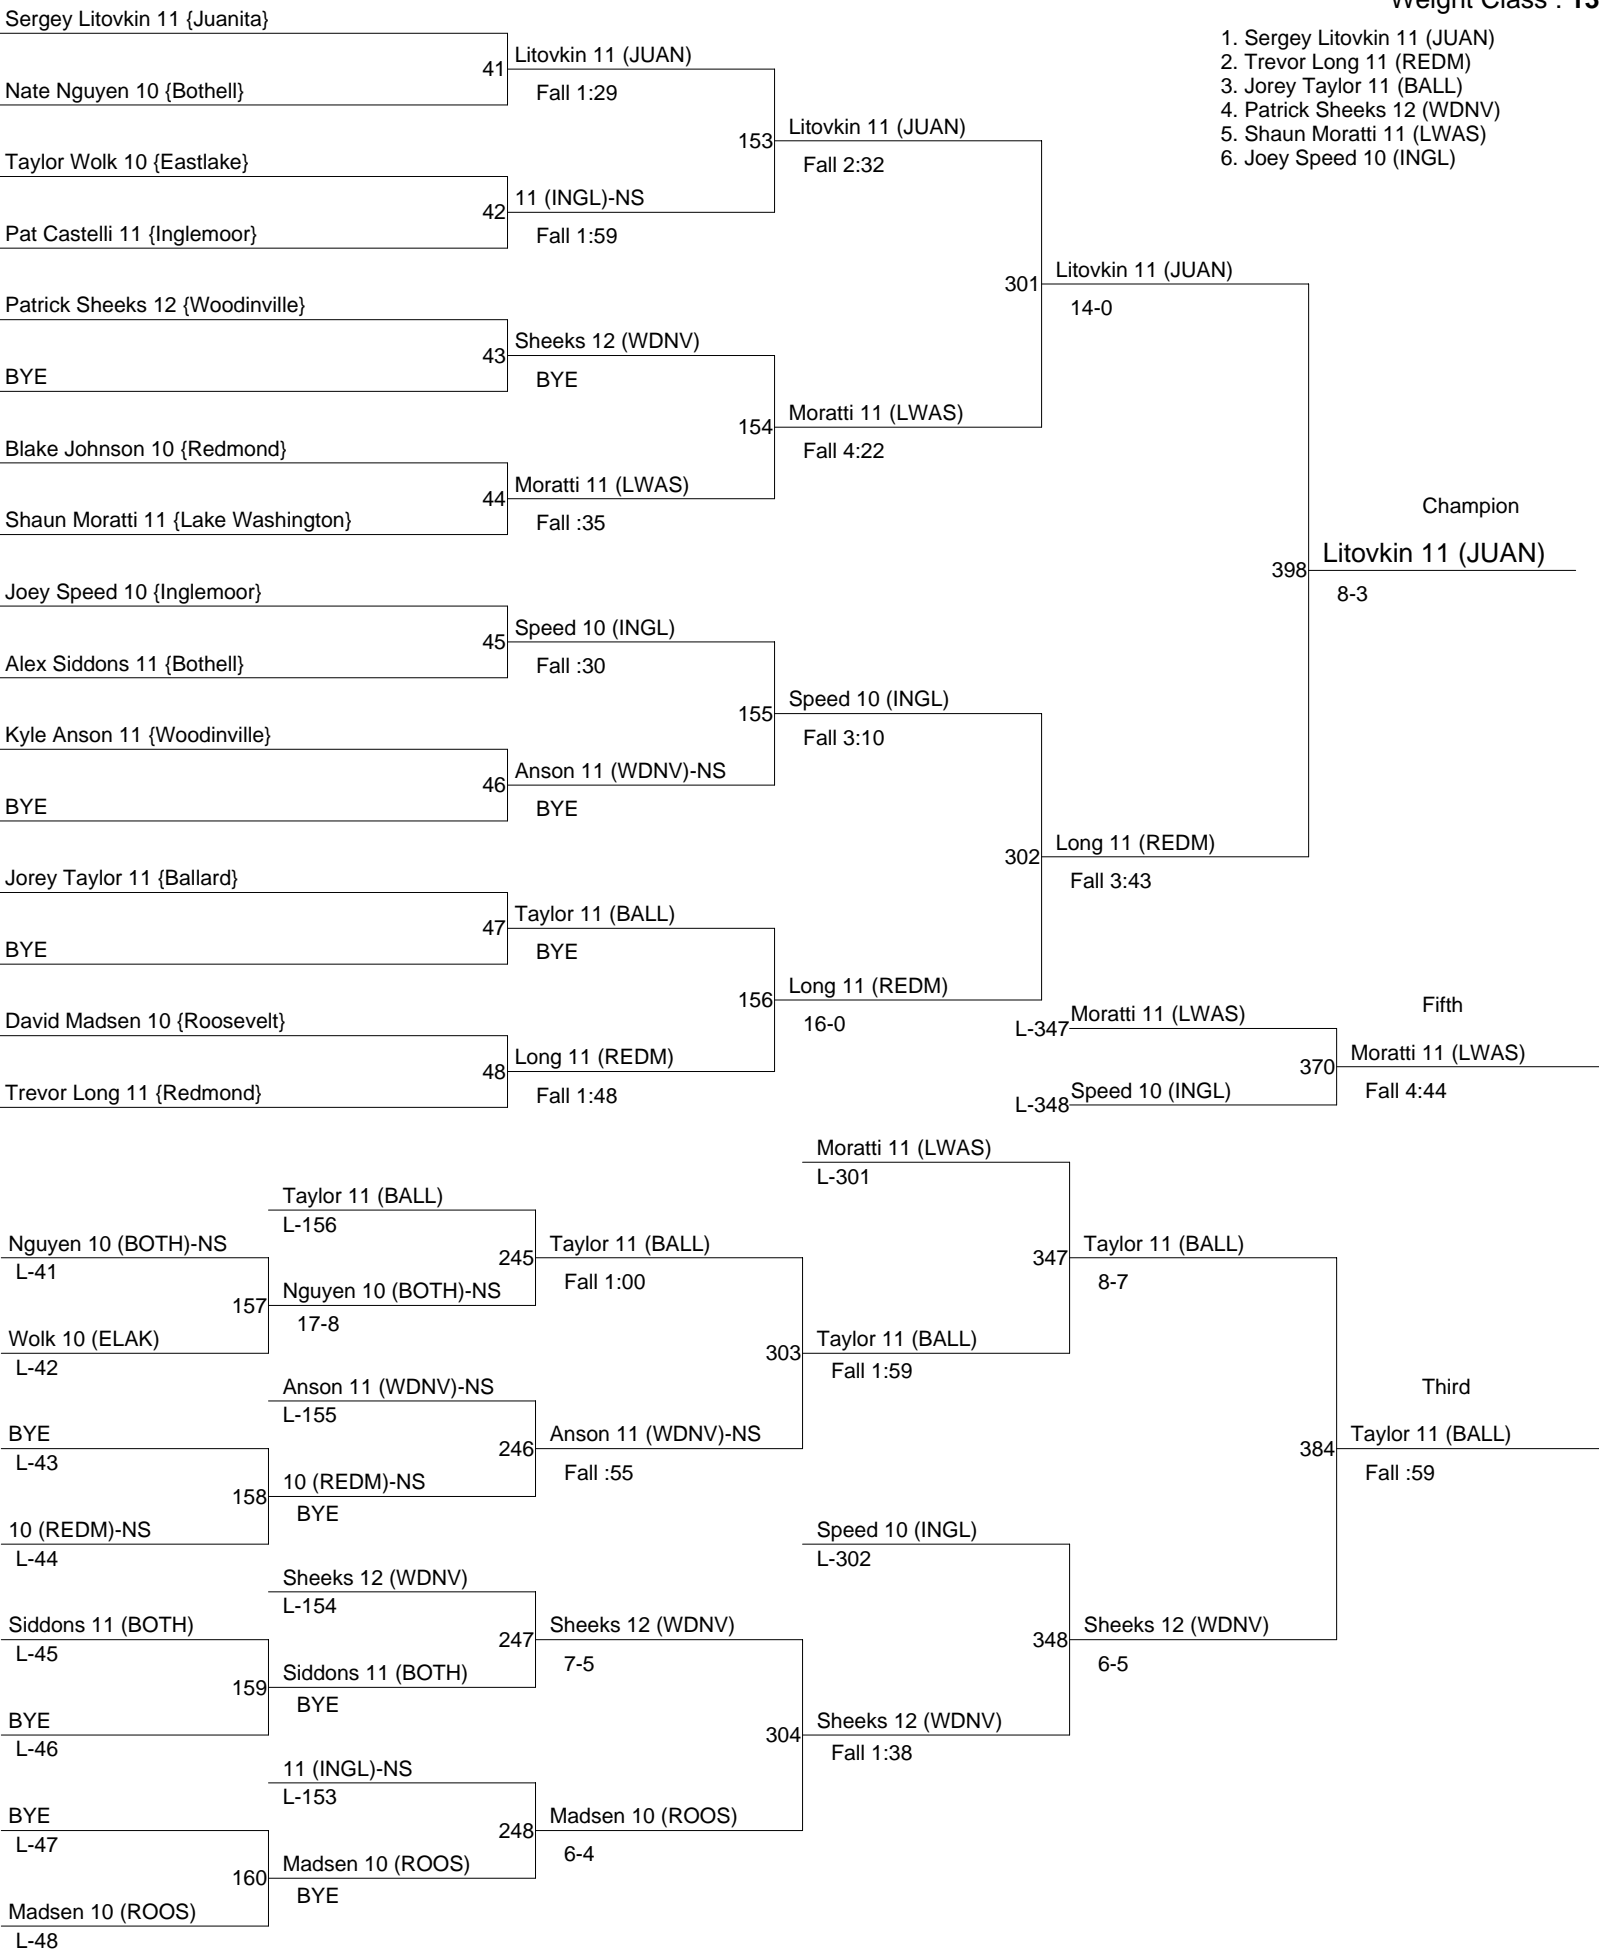 Weight Class :
1. Sergey Litovkin 11 (JUAN)
2. Trevor Long 11 (REDM)
3. Jorey Taylor 11 (BALL)
4. Patrick Sheeks 12 (WDNV)
5. Shaun Moratti 11 (LWAS)
6. Joey Speed 10 (INGL)
Sergey Litovkin 11 {Juanita}
41
Litovkin 11 (JUAN)
Fall 1:29
Nate Nguyen 10 {Bothell}
153
Litovkin 11 (JUAN)
Fall 2:32
Taylor Wolk 10 {Eastlake}
42
11 (INGL)-NS
Fall 1:59
Pat Castelli 11 {Inglemoor}
301
Litovkin 11 (JUAN)
14-0
Patrick Sheeks 12 {Woodinville}
43
Sheeks 12 (WDNV)
BYE
BYE
154
Moratti 11 (LWAS)
Fall 4:22
Blake Johnson 10 {Redmond}
44
Moratti 11 (LWAS)
Fall :35
Shaun Moratti 11 {Lake Washington}
Champion
398
Litovkin 11 (JUAN)
8-3
Joey Speed 10 {Inglemoor}
45
Speed 10 (INGL)
Fall :30
Alex Siddons 11 {Bothell}
155
Speed 10 (INGL)
Fall 3:10
Kyle Anson 11 {Woodinville}
46
Anson 11 (WDNV)-NS
BYE
BYE
302
Long 11 (REDM)
Fall 3:43
Jorey Taylor 11 {Ballard}
47
Taylor 11 (BALL)
BYE
BYE
156
Long 11 (REDM)
16-0
David Madsen 10 {Roosevelt}
48
Long 11 (REDM)
Fall 1:48
Trevor Long 11 {Redmond}
Fifth
L-347
Moratti 11 (LWAS)
370
Moratti 11 (LWAS)
Fall 4:44
L-348
Speed 10 (INGL)
Moratti 11 (LWAS)
L-301
Taylor 11 (BALL)
L-156
Nguyen 10 (BOTH)-NS
L-41
245
Taylor 11 (BALL)
Fall 1:00
347
Taylor 11 (BALL)
8-7
157
Nguyen 10 (BOTH)-NS
17-8
Wolk 10 (ELAK)
L-42
303
Taylor 11 (BALL)
Fall 1:59
Anson 11 (WDNV)-NS
L-155
Third
BYE
L-43
246
Anson 11 (WDNV)-NS
Fall :55
384
Taylor 11 (BALL)
Fall :59
158
10 (REDM)-NS
BYE
10 (REDM)-NS
L-44
Speed 10 (INGL)
L-302
Sheeks 12 (WDNV)
L-154
Siddons 11 (BOTH)
L-45
247
Sheeks 12 (WDNV)
7-5
348
Sheeks 12 (WDNV)
6-5
159
Siddons 11 (BOTH)
BYE
BYE
L-46
304
Sheeks 12 (WDNV)
Fall 1:38
11 (INGL)-NS
L-153
BYE
L-47
248
Madsen 10 (ROOS)
6-4
160
Madsen 10 (ROOS)
BYE
Madsen 10 (ROOS)
L-48